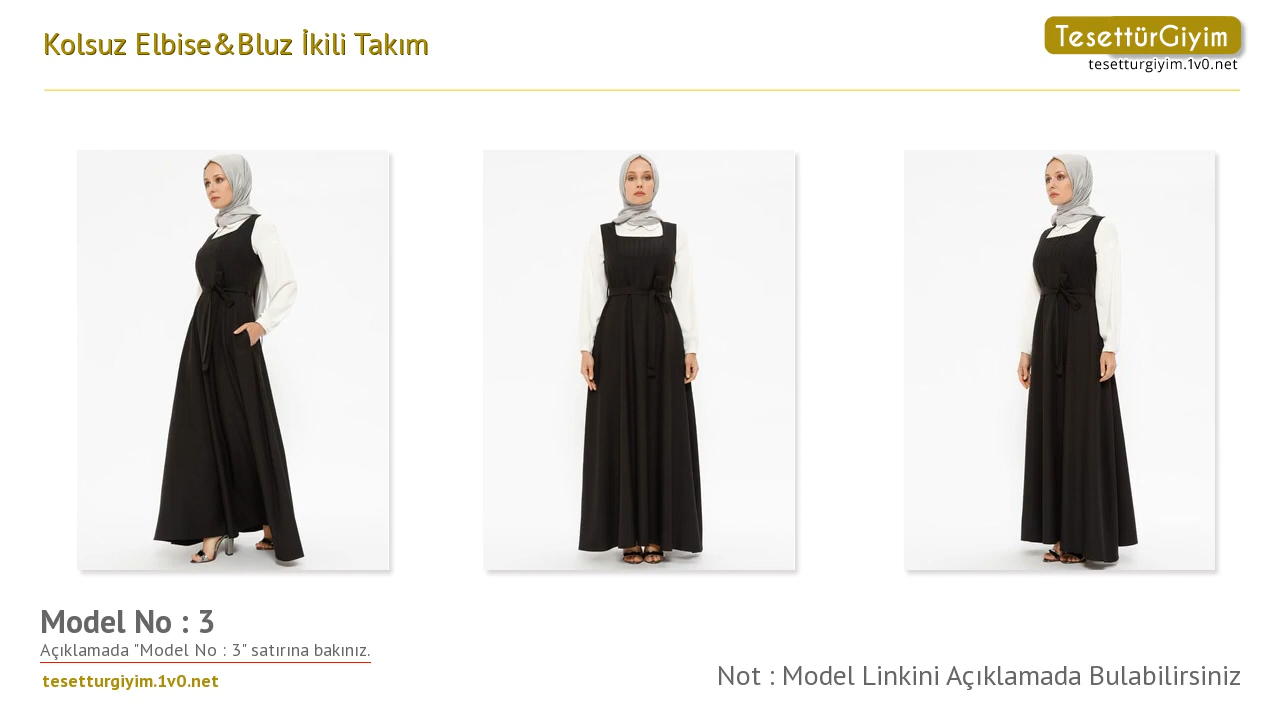 Kolsuz Elbise&Bluz İkili Takım
TesettürGiyim
tesetturgiyim.1v0.net
Model No : 3
Açıklamada "Model No : 3" satırına bakınız.
tesetturgiyim.1v0.net
Not : Model Linkini Açıklamada Bulabilirsiniz